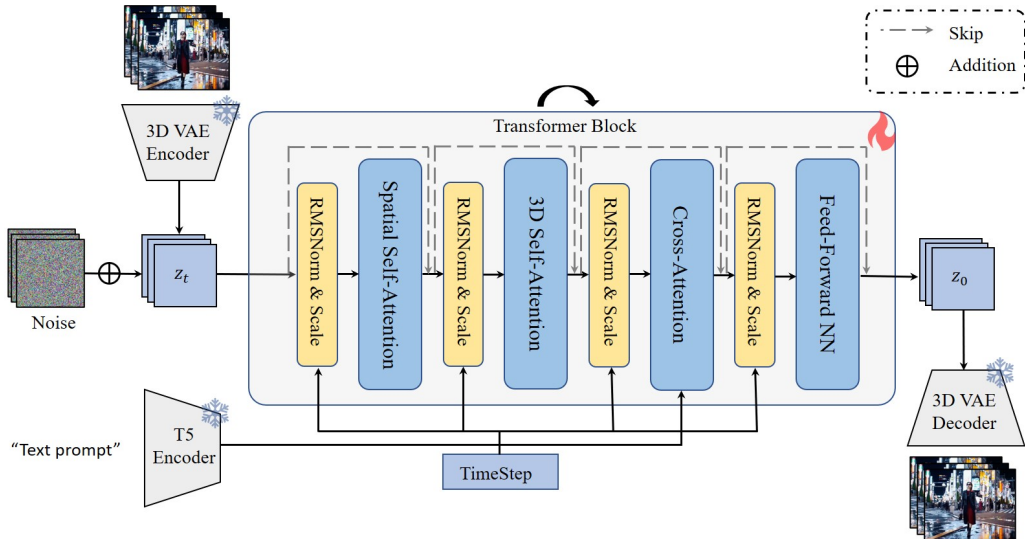 Skip
Addition
3D VAE
Encoder
Transformer Block
RMSNorm & Scale
Spatial Self-Attention
RMSNorm & Scale
3D Self-Attention
RMSNorm & Scale
Cross-Attention
RMSNorm & Scale
Feed-Forward NN
Noise
z_t
z_0
"Text prompt"
T5
Encoder
TimeStep
3D VAE
Decoder